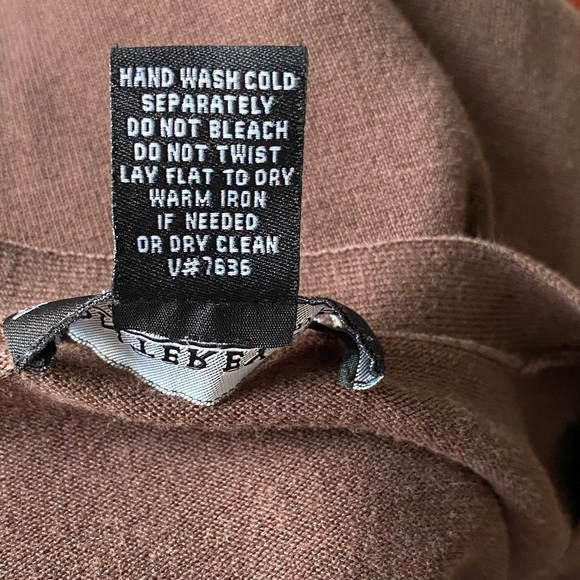 HAND WASH COLD
SEPARATELY
DO NOT BLEACH
DO NOT TWIST
LAY FLAT TO DRY
WARM IRON
IF NEEDED
OR DRY CLEAN
V#7636